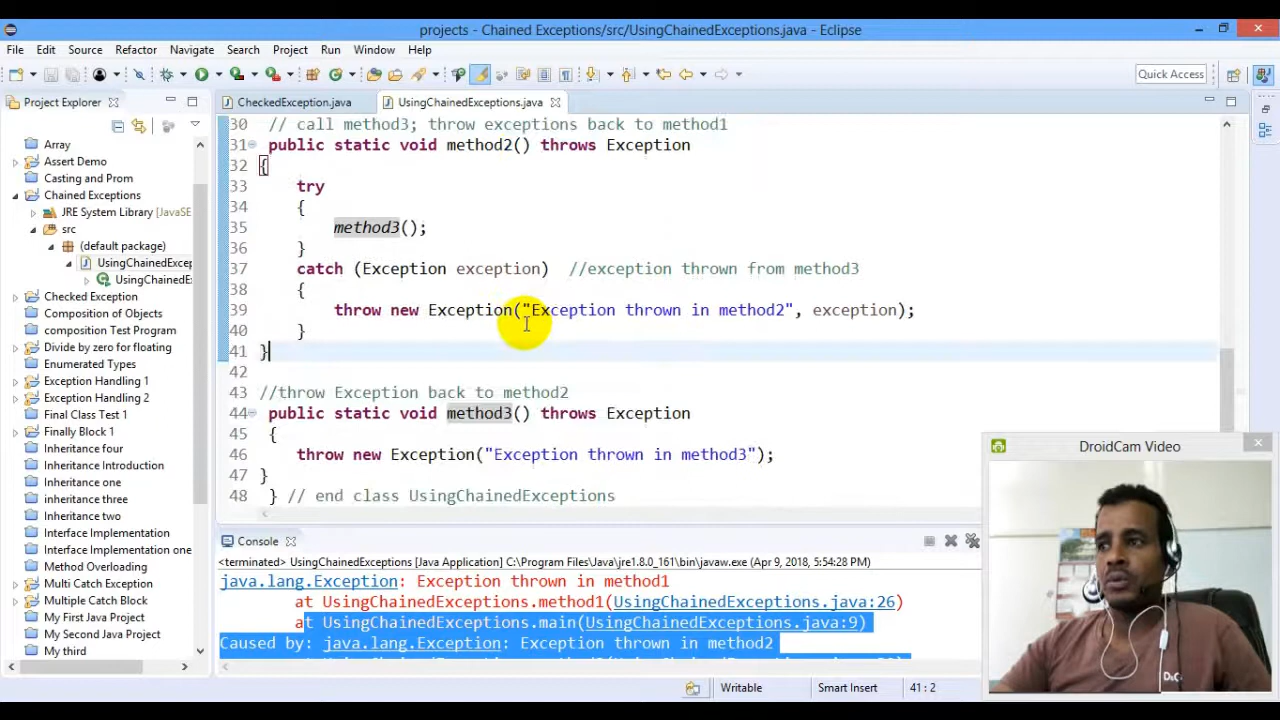 projects - Chained Exceptions/src/UsingChainedExceptions.java - Eclipse
File Edit Source Refactor Navigate Search Project Run Window Help
Quick Access
Project Explorer
Array
Assert Demo
Casting and Prom
Chained Exceptions
JRE System Library [JavaSE
src
(default package)
UsingChainedExcep
UsingChainedE
Checked Exception
Composition of Objects
composition Test Program
Divide by zero for floating
Enumerated Types
Exception Handling 1
Exception Handling 2
Final Class Test 1
Finally Block 1
Inheritance four
Inheritance Introduction
Inheritance one
inheritance three
Inheritance two
Interface Implementation
Interface Implementation one
Method Overloading
Multi Catch Exception
Multiple Catch Block
My First Java Project
My Second Java Project
My third
CheckedException.java UsingChainedExceptions.java
30 // call method3; throw exceptions back to method1
31 public static void method2() throws Exception
32 {
33 try
34 {
35 method3();
36 }
37 catch (Exception exception) //exception thrown from method3
38 {
39 throw new Exception("Exception thrown in method2", exception);
40 }
41 }
42
43 //throw Exception back to method2
44 public static void method3() throws Exception
45 {
46 throw new Exception("Exception thrown in method3");
47 }
48 } // end class UsingChainedExceptions
Console
<terminated> UsingChainedExceptions [Java Application] C:\Program Files\Java\jre1.8.0_161\bin\javaw.exe (Apr 9, 2018, 5:54:28 PM)
java.lang.Exception: Exception thrown in method1
at UsingChainedExceptions.method1(UsingChainedExceptions.java:26)
at UsingChainedExceptions.main(UsingChainedExceptions.java:9)
Caused by: java.lang.Exception: Exception thrown in method2
DroidCam Video
Writable Smart Insert 41 : 2